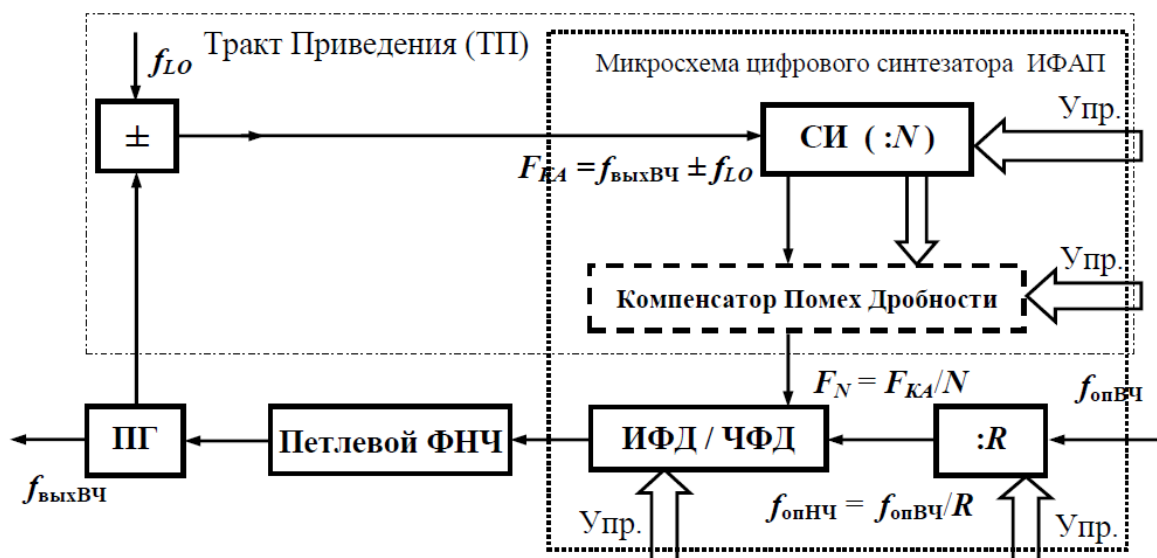 Тракт Приведения (ТП)
f_LO
Микросхема цифрового синтезатора ИФАП
±
СИ ( :N )
Упр.
F_КА = f_выхВЧ ± f_LO
Упр.
Компенсатор Помех Дробности
F_N = F_КА/N
f_опВЧ
ПГ
Петлевой ФНЧ
ИФД / ЧФД
:R
f_выхВЧ
f_опНЧ = f_опВЧ/R
Упр.
Упр.